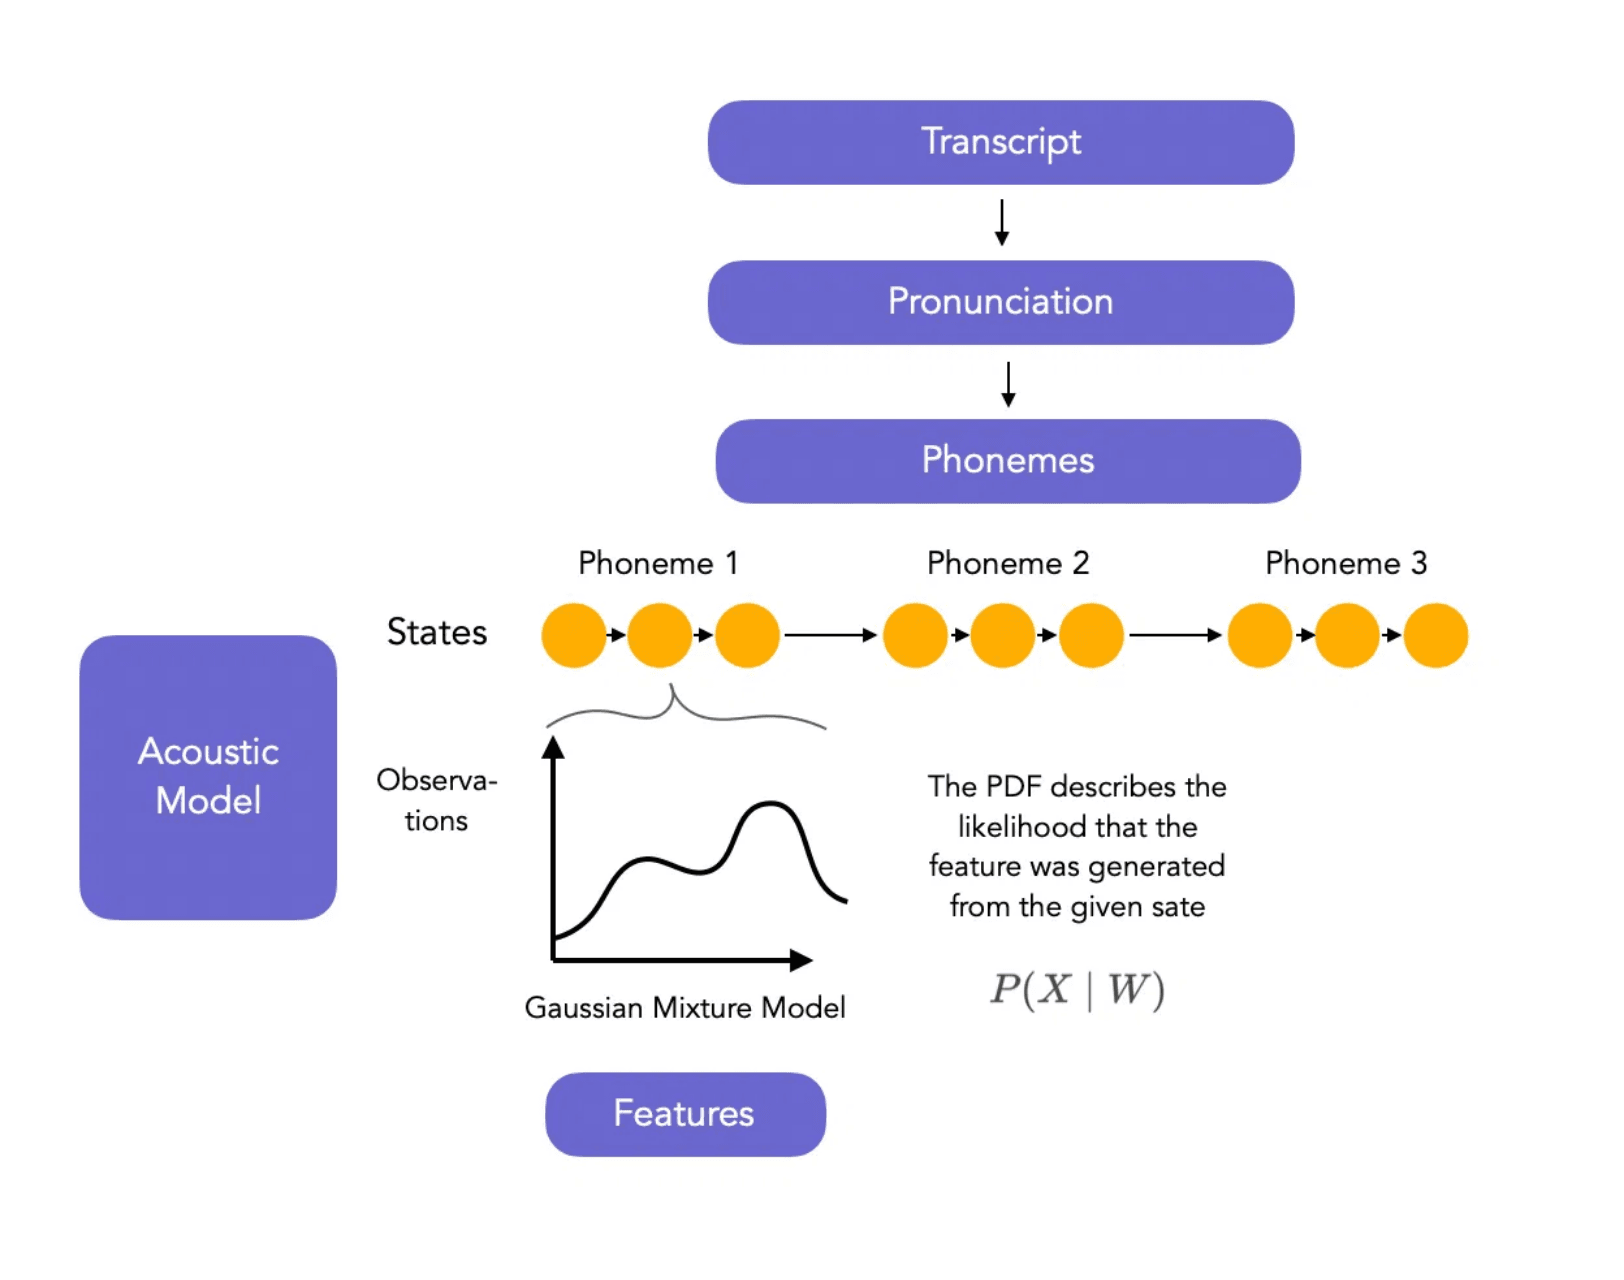 Transcript
Pronunciation
Phonemes
Phoneme 1
Phoneme 2
Phoneme 3
States
Acoustic
Model
Observa-
tions
The PDF describes the
likelihood that the
feature was generated
from the given sate
P(X | W)
Gaussian Mixture Model
Features